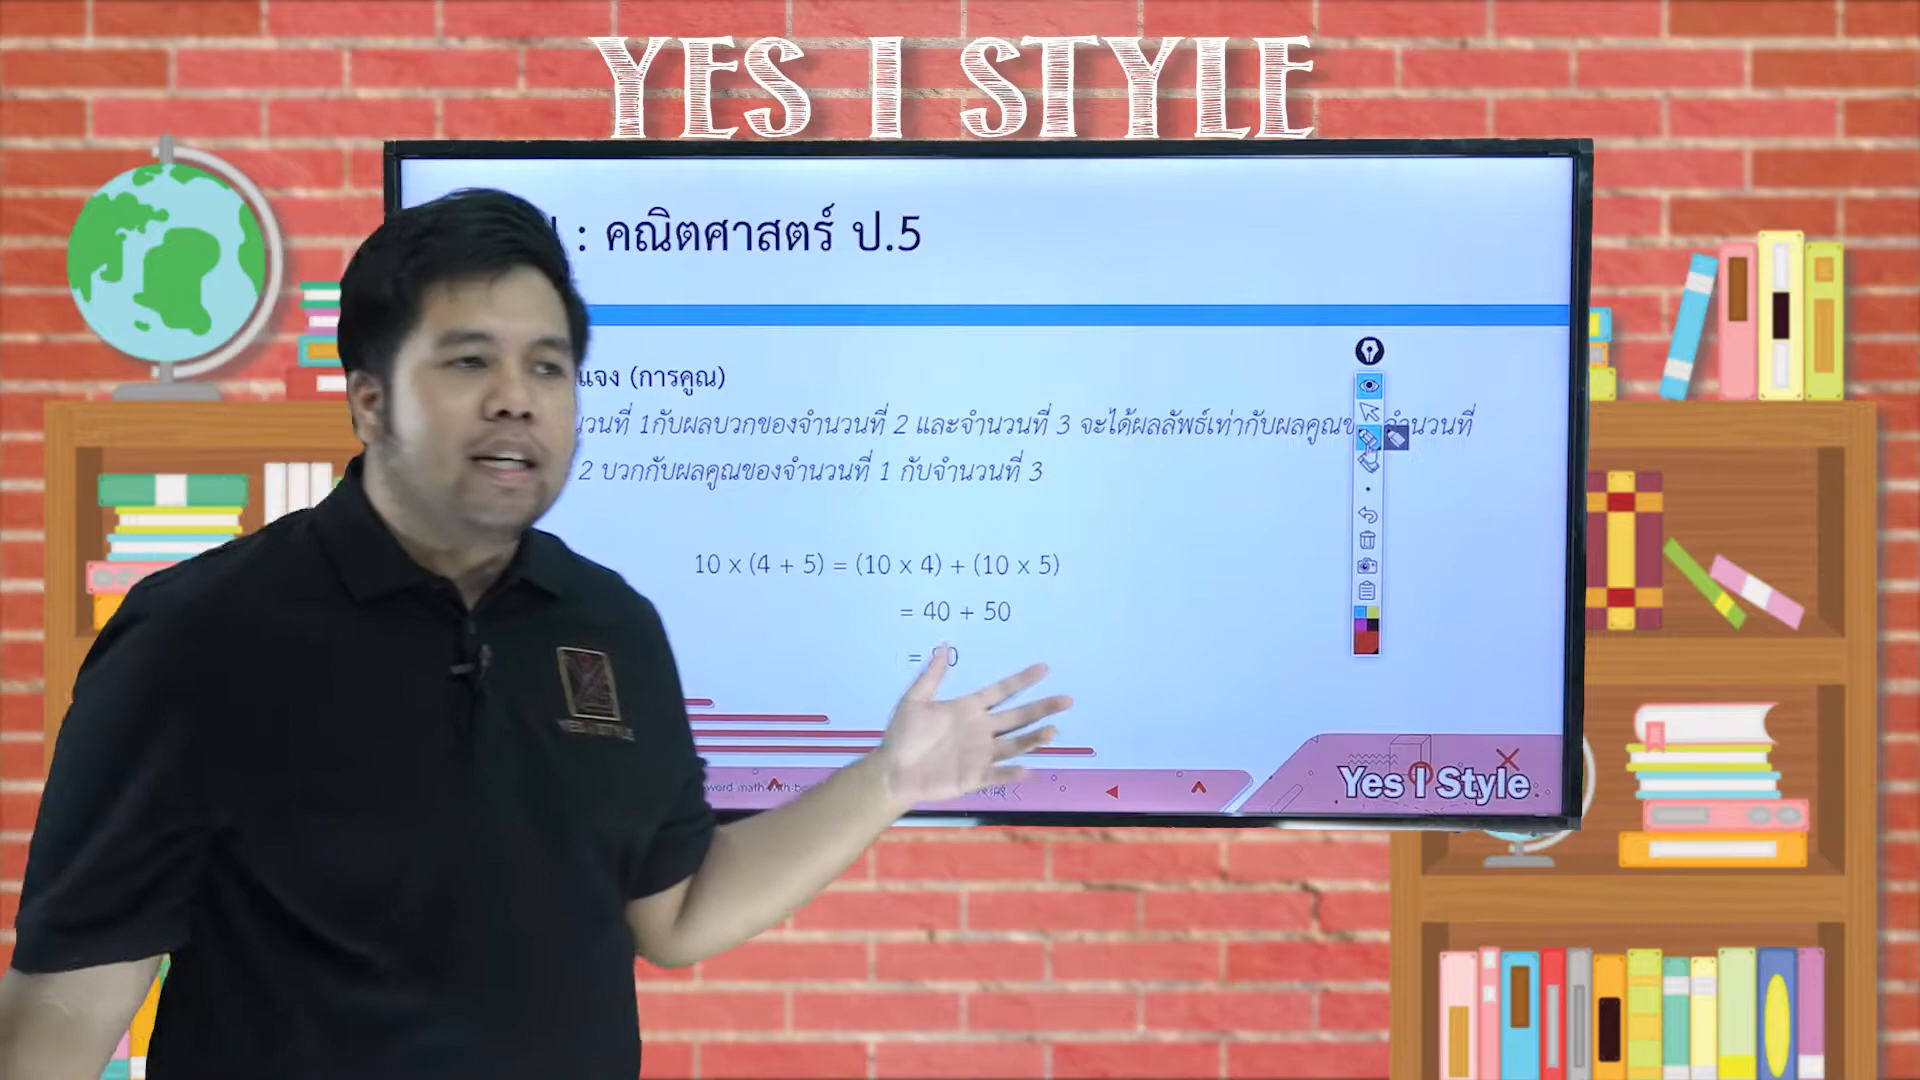 YES I STYLE
: คณิตศาสตร์ ป.5
แจง (การคูณ)
วนที่ 1กับผลบวกของจำนวนที่ 2 และจำนวนที่ 3 จะได้ผลลัพธ์เท่ากับผลคูณข จำนวนที่
2 บวกกับผลคูณของจำนวนที่ 1 กับจำนวนที่ 3
10 x (4 + 5) = (10 x 4) + (10 x 5)
= 40 + 50
= 90
YES I STYLE
Yes I Style